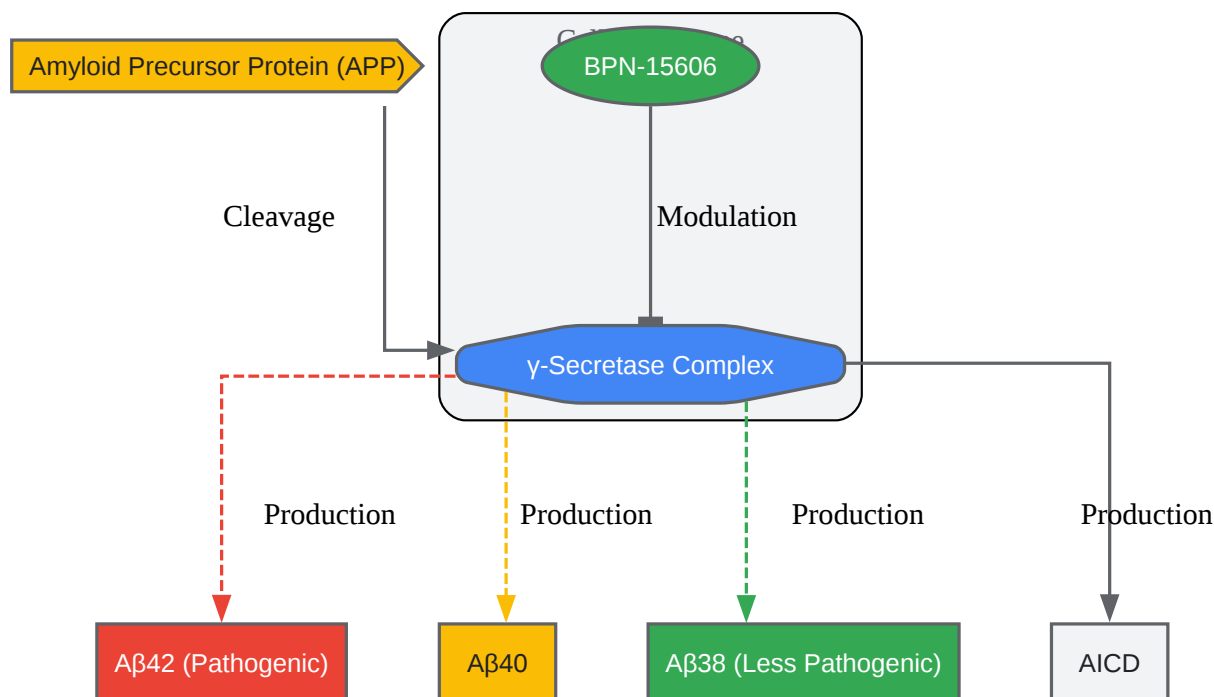 Amyloid Precursor Protein (APP)
BPN-15606
Cleavage
Modulation
γ-Secretase Complex
Production
Production
Production
Production
Aβ42 (Pathogenic)
Aβ40
Aβ38 (Less Pathogenic)
AICD